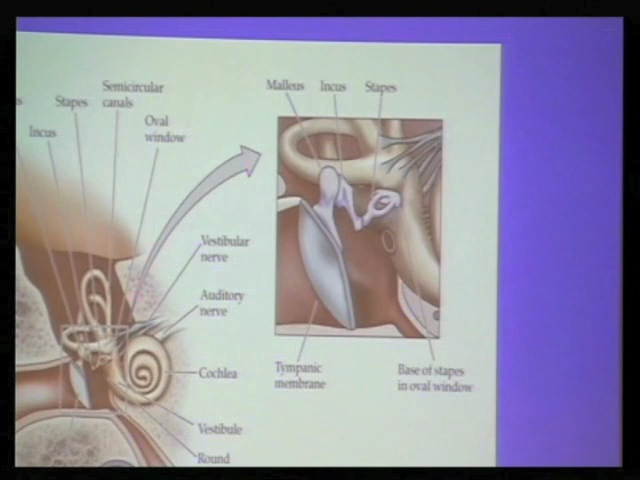 Semicircular
canals
Stapes
Incus
Oval
window
Vestibular
nerve
Auditory
nerve
Cochlea
Vestibule
Round
Malleus Incus Stapes
Tympanic
membrane
Base of stapes
in oval window